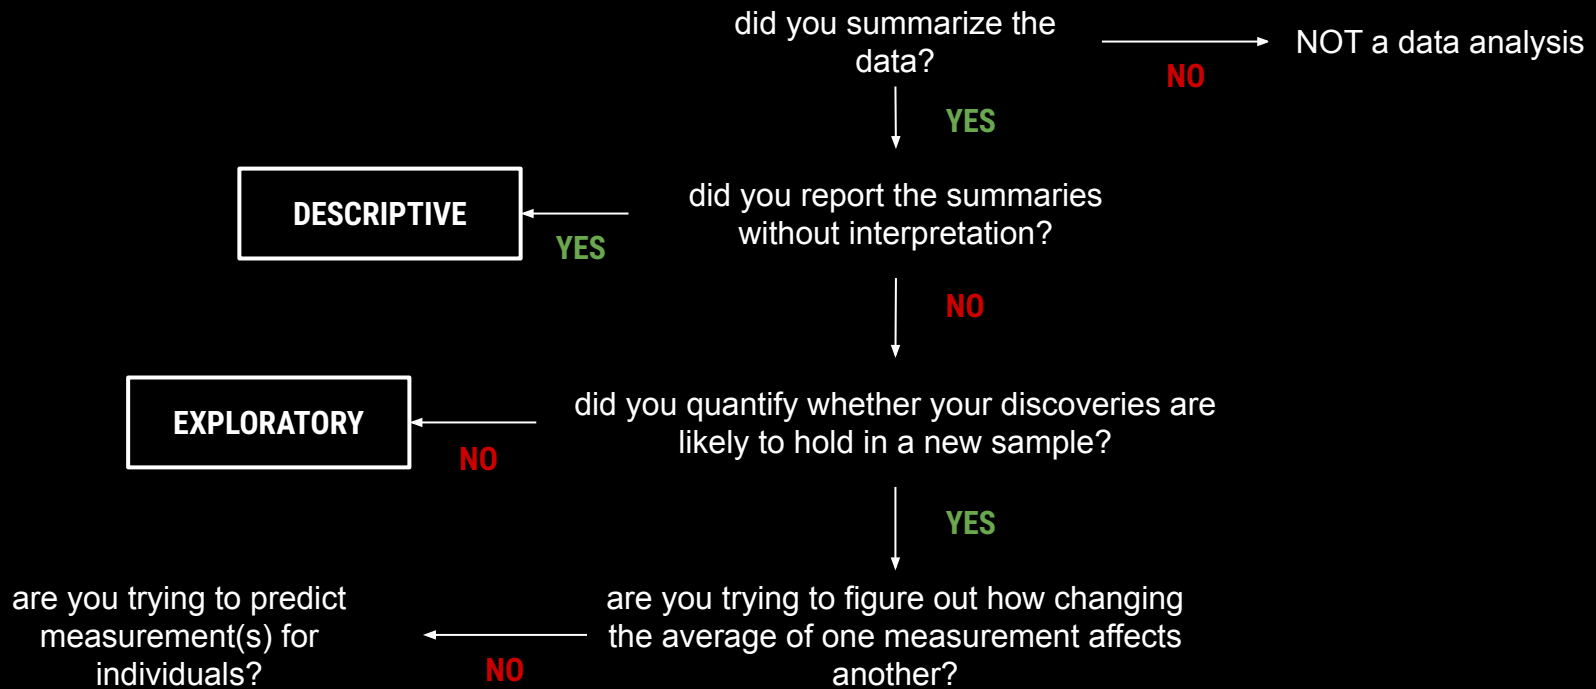 did you summarize the
data?
NO
NOT a data analysis
YES
DESCRIPTIVE
YES
did you report the summaries
without interpretation?
NO
EXPLORATORY
NO
did you quantify whether your discoveries are
likely to hold in a new sample?
YES
are you trying to predict
measurement(s) for
individuals?
NO
are you trying to figure out how changing
the average of one measurement affects
another?